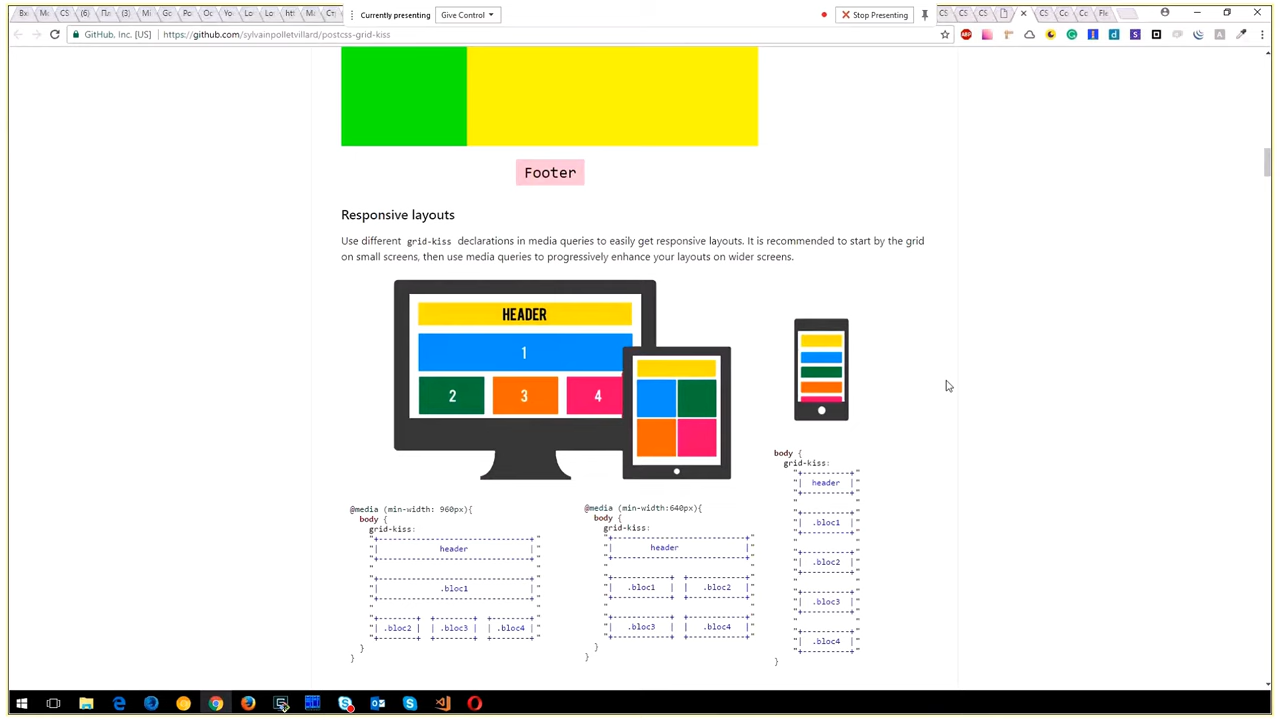 Currently presenting
Give Control
Stop Presenting
GitHub, Inc. [US]
https://github.com/sylvainpolletvillard/postcss-grid-kiss
Footer
Responsive layouts
Use different grid-kiss declarations in media queries to easily get responsive layouts. It is recommended to start by the grid
on small screens, then use media queries to progressively enhance your layouts on wider screens.
HEADER
1
2 3 4
body {
grid-kiss:
"+----------+"
"| header |"
"+----------+"
" "
"+----------+"
"| .bloc1 |"
"+----------+"
" "
"+----------+"
"| .bloc2 |"
"+----------+"
" "
"+----------+"
"| .bloc3 |"
"+----------+"
" "
"+----------+"
"| .bloc4 |"
"+----------+"
}
@media (min-width: 960px){
body {
grid-kiss:
"+-------------------------------+"
"| header |"
"+-------------------------------+"
" "
"+-------------------------------+"
"| .bloc1 |"
"+-------------------------------+"
" "
"+-------+ +-------+ +-------+"
"| .bloc2 | | .bloc3 | | .bloc4 |"
"+-------+ +-------+ +-------+"
}
}
@media (min-width:640px){
body {
grid-kiss:
"+---------------------------+"
"| header |"
"+---------------------------+"
" "
"+-----------+ +-----------+"
"| .bloc1 | | .bloc2 |"
"+-----------+ +-----------+"
" "
"+-----------+ +-----------+"
"| .bloc3 | | .bloc4 |"
"+-----------+ +-----------+"
}
}